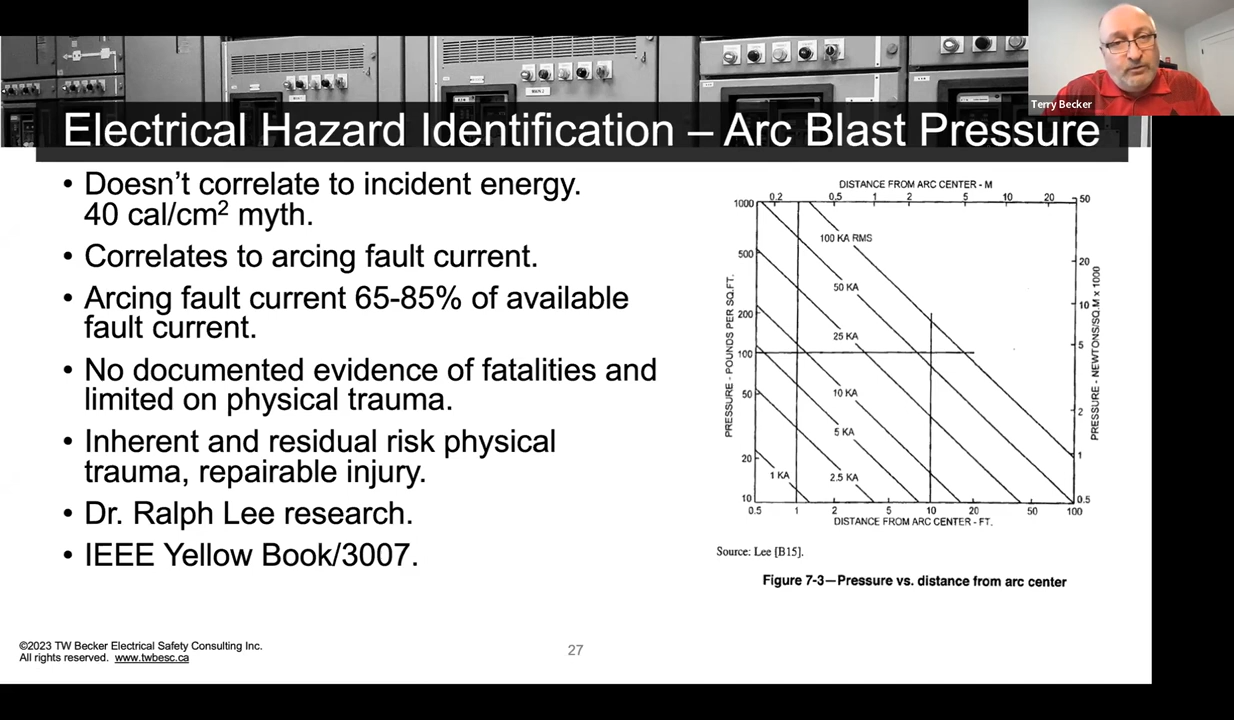 Terry Becker
Electrical Hazard Identification – Arc Blast Pressure
• Doesn't correlate to incident energy.
40 cal/cm² myth.
• Correlates to arcing fault current.
• Arcing fault current 65-85% of available
fault current.
• No documented evidence of fatalities and
limited on physical trauma.
• Inherent and residual risk physical
trauma, repairable injury.
• Dr. Ralph Lee research.
• IEEE Yellow Book/3007.
DISTANCE FROM ARC CENTER - M
0.2 0.5 1 2 5 10 20
PRESSURE - POUNDS PER SQ.FT.
1000
500
200
100
50
20
10
100 KA RMS
50 KA
25 KA
10 KA
5 KA
2.5 KA
1 KA
50
20
10
5
2
1
0.5
PRESSURE - NEWTONS/SQ.M x 1000
0.5 1 2 5 10 20 50 100
DISTANCE FROM ARC CENTER - FT.
Source: Lee [B15].
Figure 7-3—Pressure vs. distance from arc center
©2023 TW Becker Electrical Safety Consulting Inc.
All rights reserved. www.twbesc.ca
27